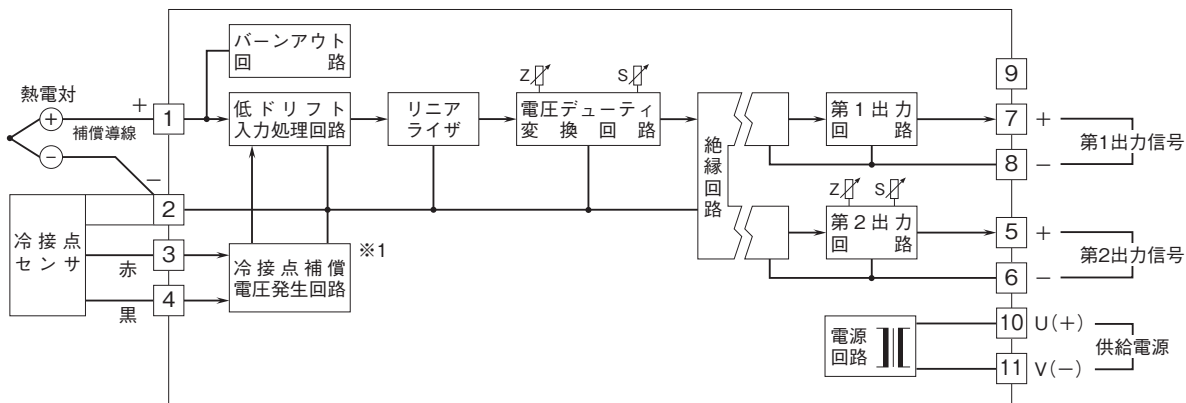 バーンアウト
回路
熱電対
+
補償導線
−
+
1
低ドリフト
入力処理回路
リニア
ライザ
Z
S
電圧デューティ
変換回路
絶縁回路
第1出力
回路
9
7
+
8
−
第1出力信号
−
2
冷接点
センサ
赤
3
黒
4
冷接点補償
電圧発生回路
※1
Z
S
第2出力
回路
5
+
6
−
第2出力信号
電源
回路
10
U(+)
11
V(−)
供給電源